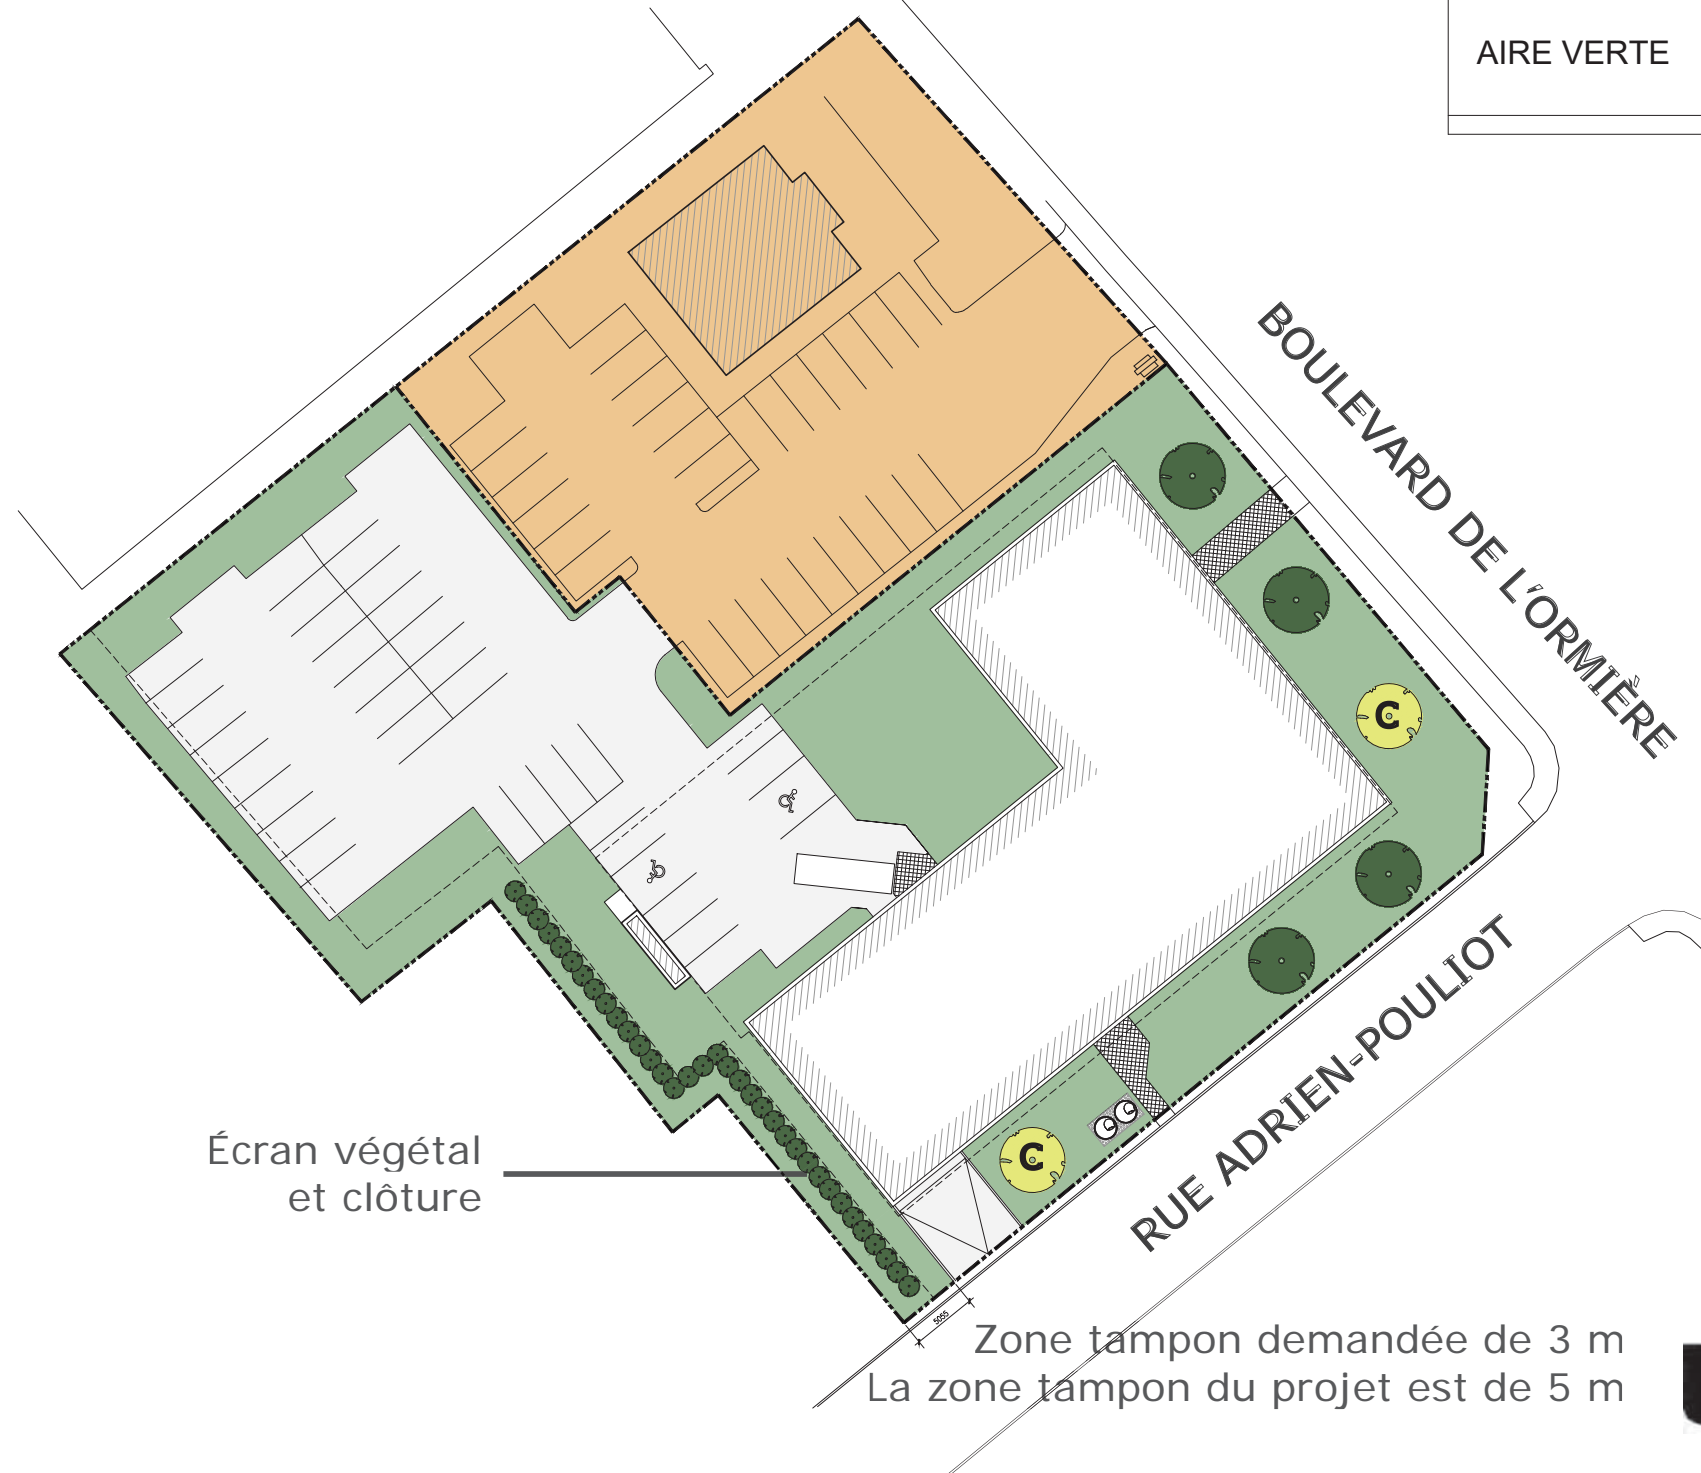 AIRE VERTE
BOULEVARD DE L'ORMIÈRE
C
RUE ADRIEN-POULIOT
C
Écran végétal
et clôture
5055
Zone tampon demandée de 3 m
La zone tampon du projet est de 5 m